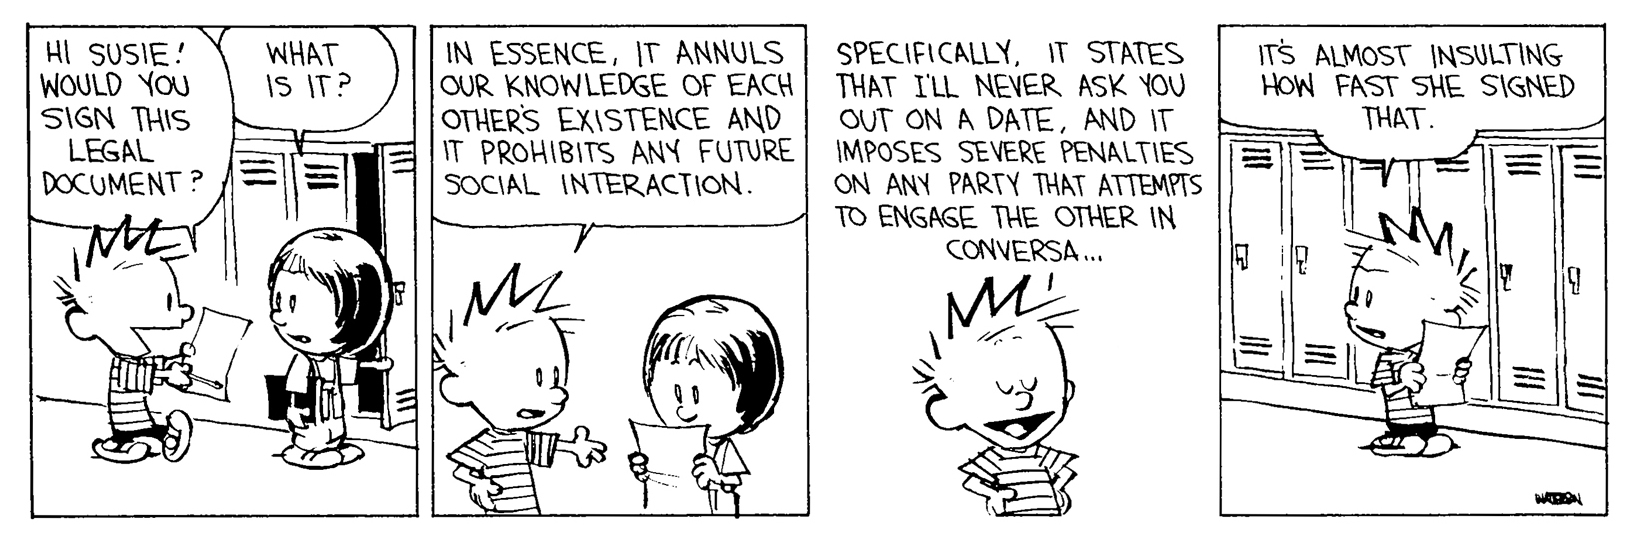 HI SUSIE!
WOULD YOU
SIGN THIS
LEGAL
DOCUMENT?
WHAT
IS IT?
IN ESSENCE, IT ANNULS
OUR KNOWLEDGE OF EACH
OTHER'S EXISTENCE AND
IT PROHIBITS ANY FUTURE
SOCIAL INTERACTION.
SPECIFICALLY, IT STATES
THAT I'LL NEVER ASK YOU
OUT ON A DATE, AND IT
IMPOSES SEVERE PENALTIES
ON ANY PARTY THAT ATTEMPTS
TO ENGAGE THE OTHER IN
CONVERSA...
IT'S ALMOST INSULTING
HOW FAST SHE SIGNED
THAT.
WATTERSON